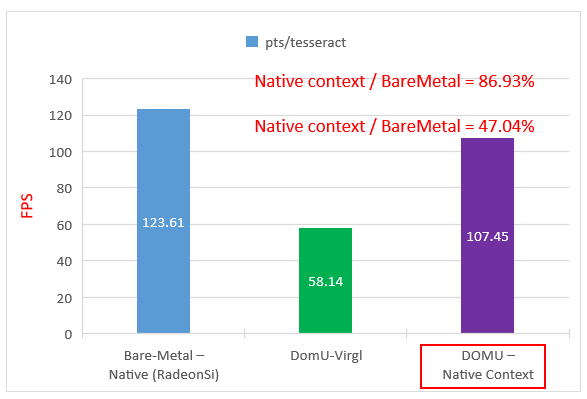 pts/tesseract
Native context / BareMetal = 86.93%
Native context / BareMetal = 47.04%
FPS
140
120
100
80
60
40
20
0
123.61
58.14
107.45
Bare-Metal –
Native (RadeonSi)
DomU-Virgl
DOMU –
Native Context